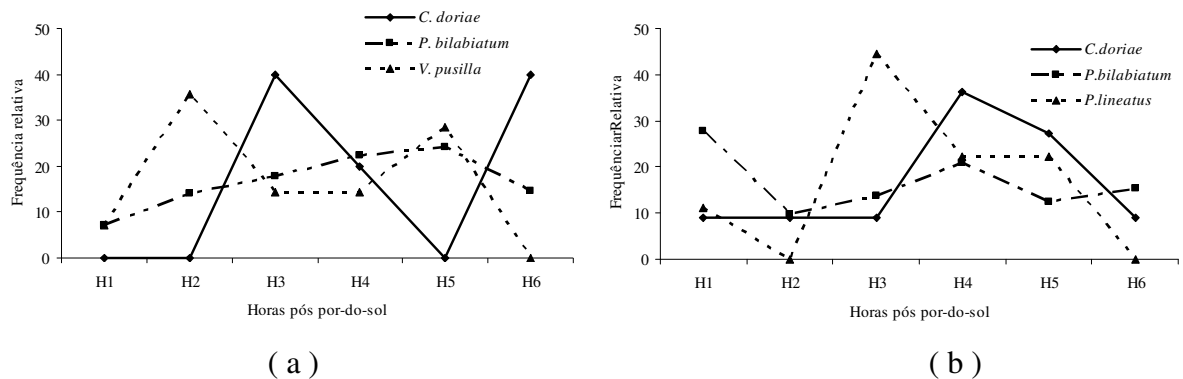 C. doriae
P. bilabiatum
V. pusilla
Frequência relativa
50
40
30
20
10
0
H1 H2 H3 H4 H5 H6
Horas pós por-do-sol
( a )
C.doriae
P.bilabiatum
P.lineatus
FrequênciarRelativa
50
40
30
20
10
0
H1 H2 H3 H4 H5 H6
Horas pós por-do-sol
( b )